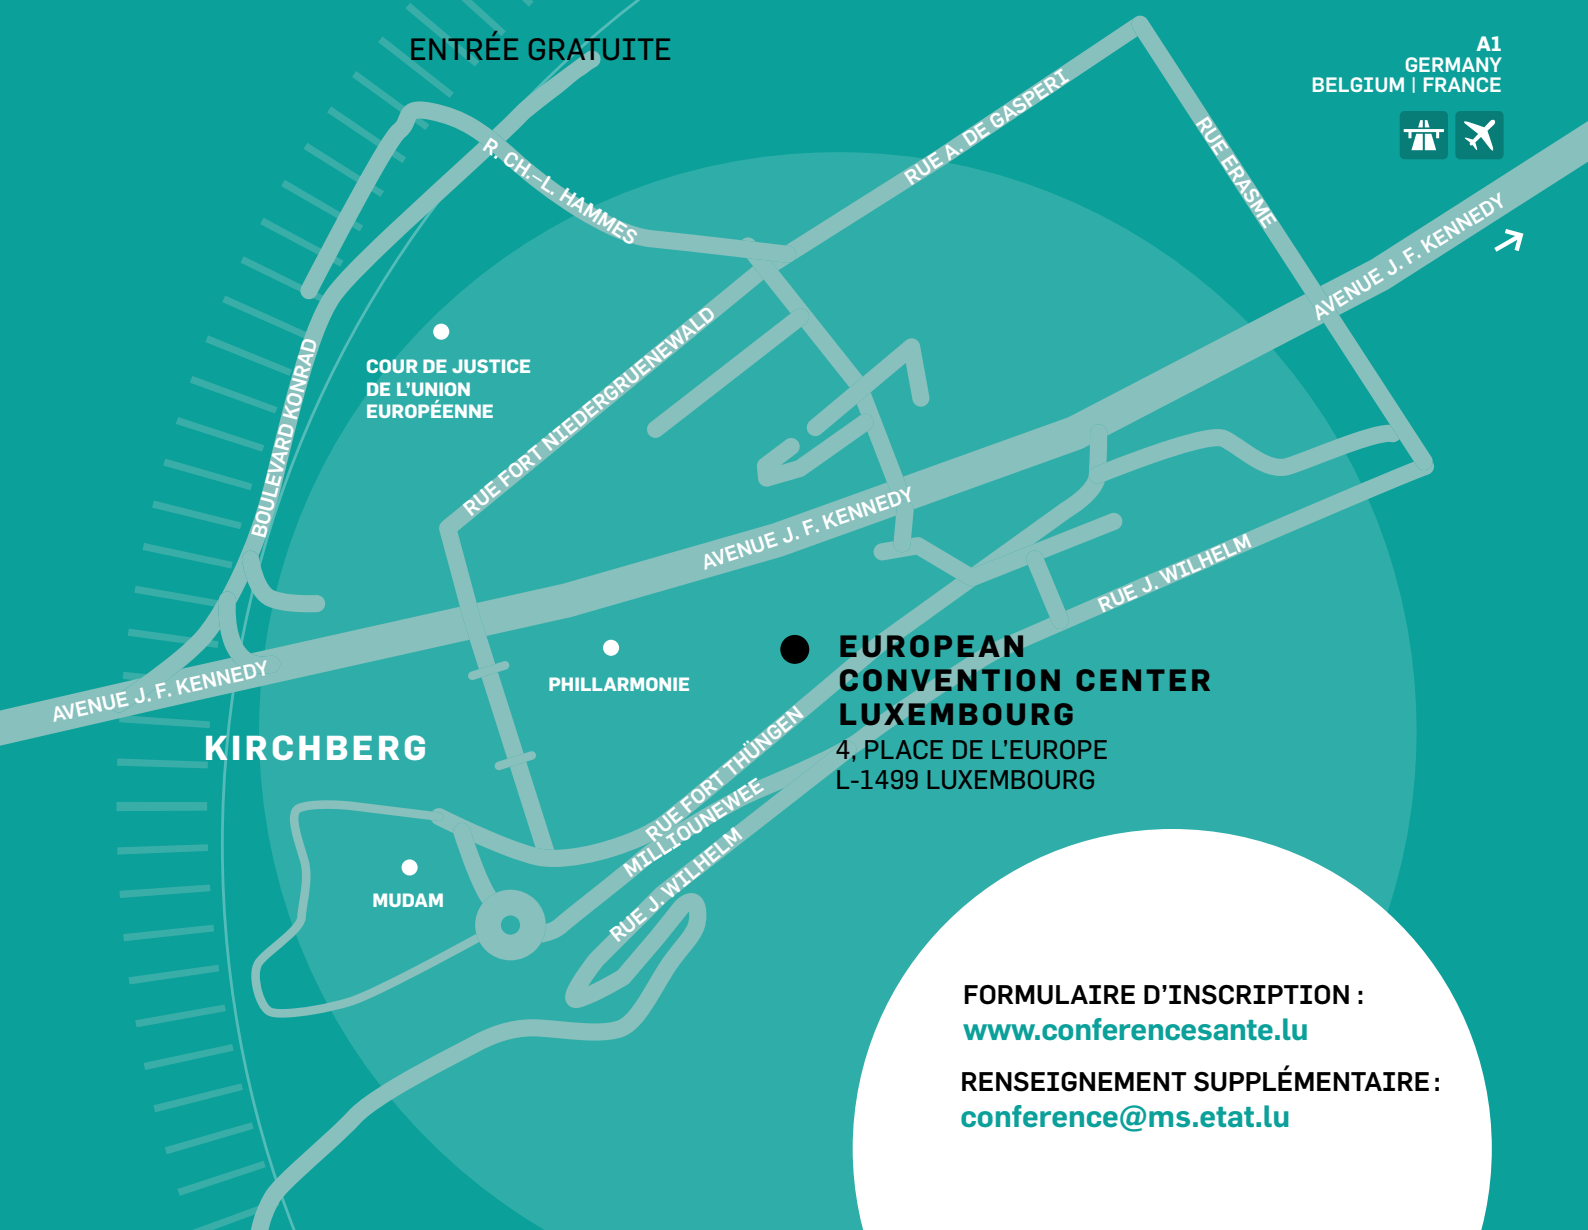 ENTRÉE GRATUITE
A1
GERMANY
BELGIUM | FRANCE
RUE A. DE GASPERI
RUE ERASME
R. CH.-L. HAMMES
AVENUE J. F. KENNEDY
RUE FORT NIEDERGRUENEWALD
BOULEVARD KONRAD
COUR DE JUSTICE
DE L'UNION
EUROPÉENNE
AVENUE J. F. KENNEDY
RUE J. WILHELM
AVENUE J. F. KENNEDY
PHILLARMONIE
EUROPEAN
CONVENTION CENTER
LUXEMBOURG
4, PLACE DE L'EUROPE
L-1499 LUXEMBOURG
KIRCHBERG
RUE FORT THÜNGEN
MILLIOUNEWEE
RUE J. WILHELM
MUDAM
FORMULAIRE D'INSCRIPTION :
www.conferencesante.lu
RENSEIGNEMENT SUPPLÉMENTAIRE :
conference@ms.etat.lu